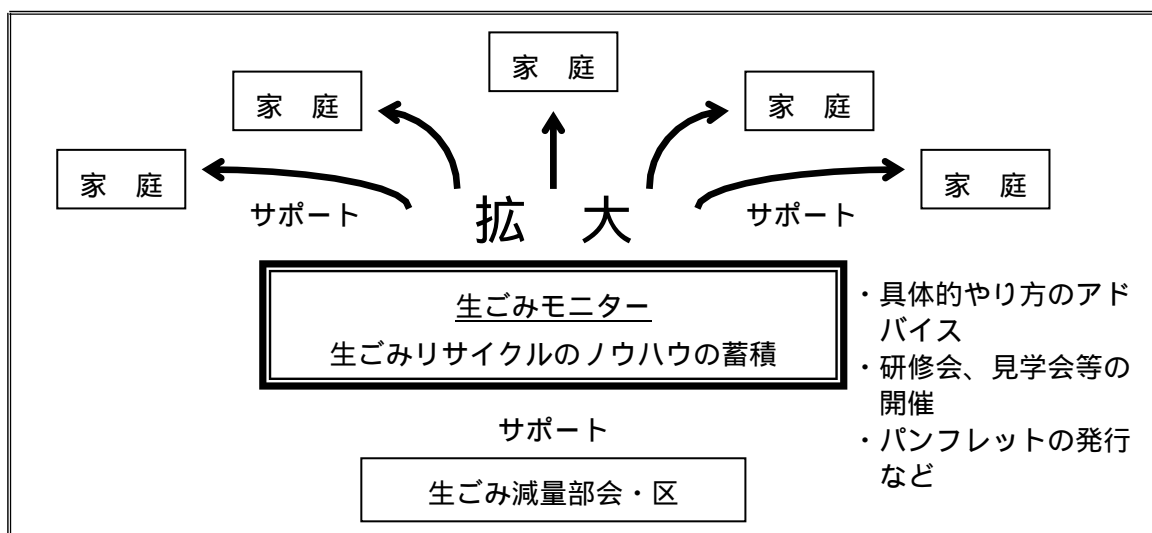 家　庭
家　庭
家　庭
家　庭
家　庭
サポート
拡　大
サポート
生ごみモニター
生ごみリサイクルのノウハウの蓄積
・具体的やり方のアド
バイス
・研修会、見学会等の
開催
・パンフレットの発行
など
サポート
生ごみ減量部会・区